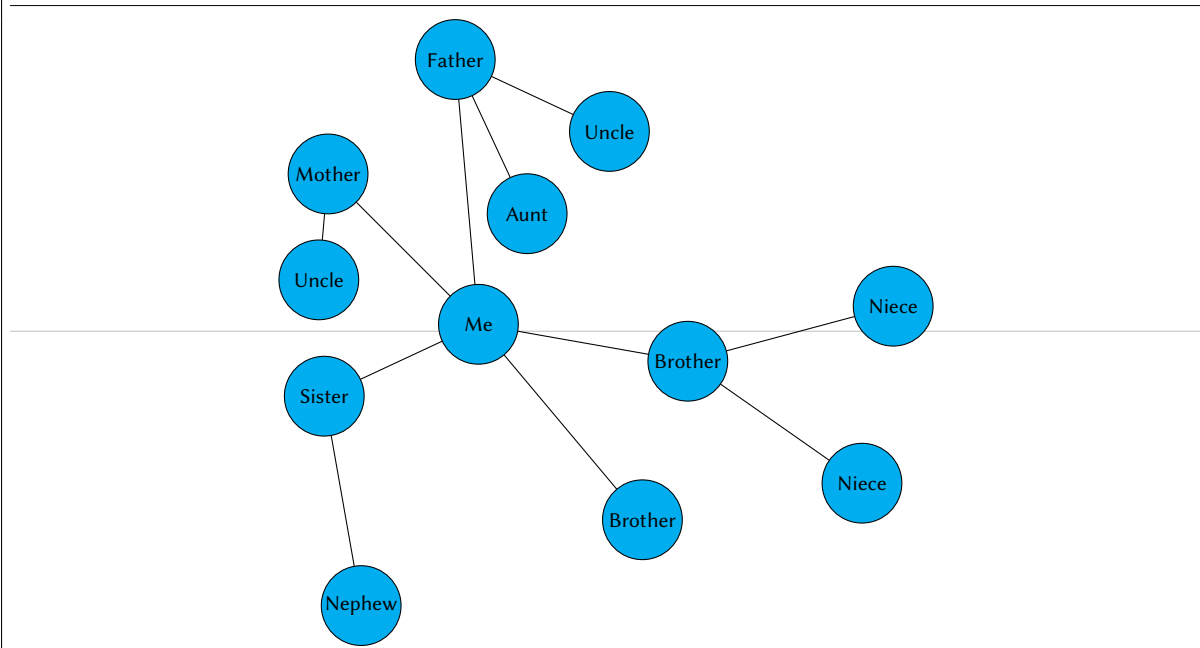 Father
Uncle
Mother
Aunt
Uncle
Me
Niece
Brother
Sister
Niece
Brother
Nephew